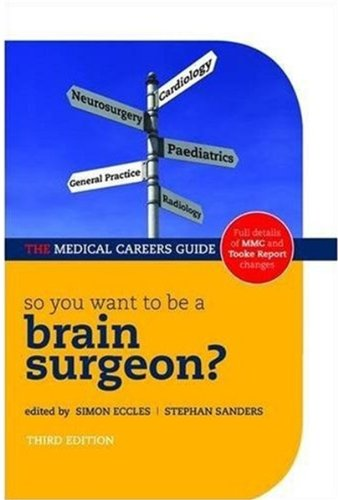 Cardiology
Neurosurgery
Paediatrics
General Practice
Radiology
THE MEDICAL CAREERS GUIDE
Full details
of MMC and
Tooke Report
changes
so you want to be a
brain
surgeon?
edited by SIMON ECCLES | STEPHAN SANDERS
THIRD EDITION